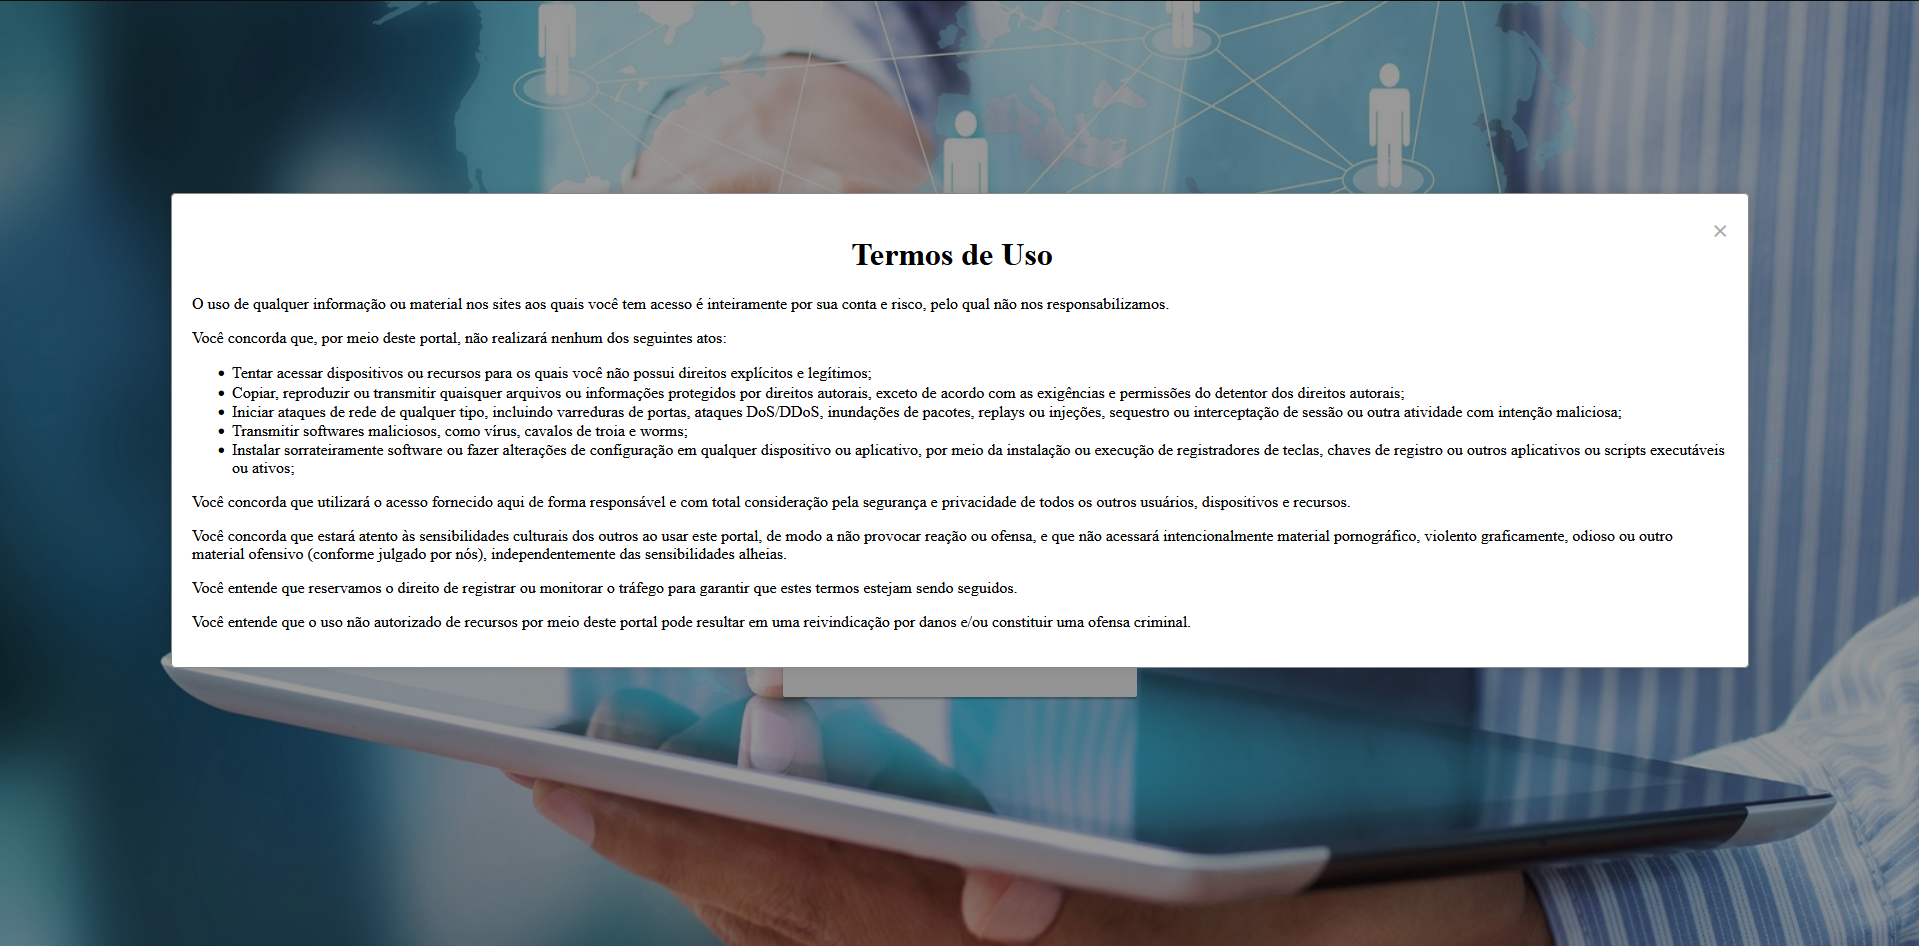 ×
Termos de Uso
O uso de qualquer informação ou material nos sites aos quais você tem acesso é inteiramente por sua conta e risco, pelo qual não nos responsabilizamos.
Você concorda que, por meio deste portal, não realizará nenhum dos seguintes atos:
• Tentar acessar dispositivos ou recursos para os quais você não possui direitos explícitos e legítimos;
• Copiar, reproduzir ou transmitir quaisquer arquivos ou informações protegidos por direitos autorais, exceto de acordo com as exigências e permissões do detentor dos direitos autorais;
• Iniciar ataques de rede de qualquer tipo, incluindo varreduras de portas, ataques DoS/DDoS, inundações de pacotes, replays ou injeções, sequestro ou interceptação de sessão ou outra atividade com intenção maliciosa;
• Transmitir softwares maliciosos, como vírus, cavalos de troia e worms;
• Instalar sorrateiramente software ou fazer alterações de configuração em qualquer dispositivo ou aplicativo, por meio da instalação ou execução de registradores de teclas, chaves de registro ou outros aplicativos ou scripts executáveis
ou ativos;
Você concorda que utilizará o acesso fornecido aqui de forma responsável e com total consideração pela segurança e privacidade de todos os outros usuários, dispositivos e recursos.
Você concorda que estará atento às sensibilidades culturais dos outros ao usar este portal, de modo a não provocar reação ou ofensa, e que não acessará intencionalmente material pornográfico, violento graficamente, odioso ou outro
material ofensivo (conforme julgado por nós), independentemente das sensibilidades alheias.
Você entende que reservamos o direito de registrar ou monitorar o tráfego para garantir que estes termos estejam sendo seguidos.
Você entende que o uso não autorizado de recursos por meio deste portal pode resultar em uma reivindicação por danos e/ou constituir uma ofensa criminal.